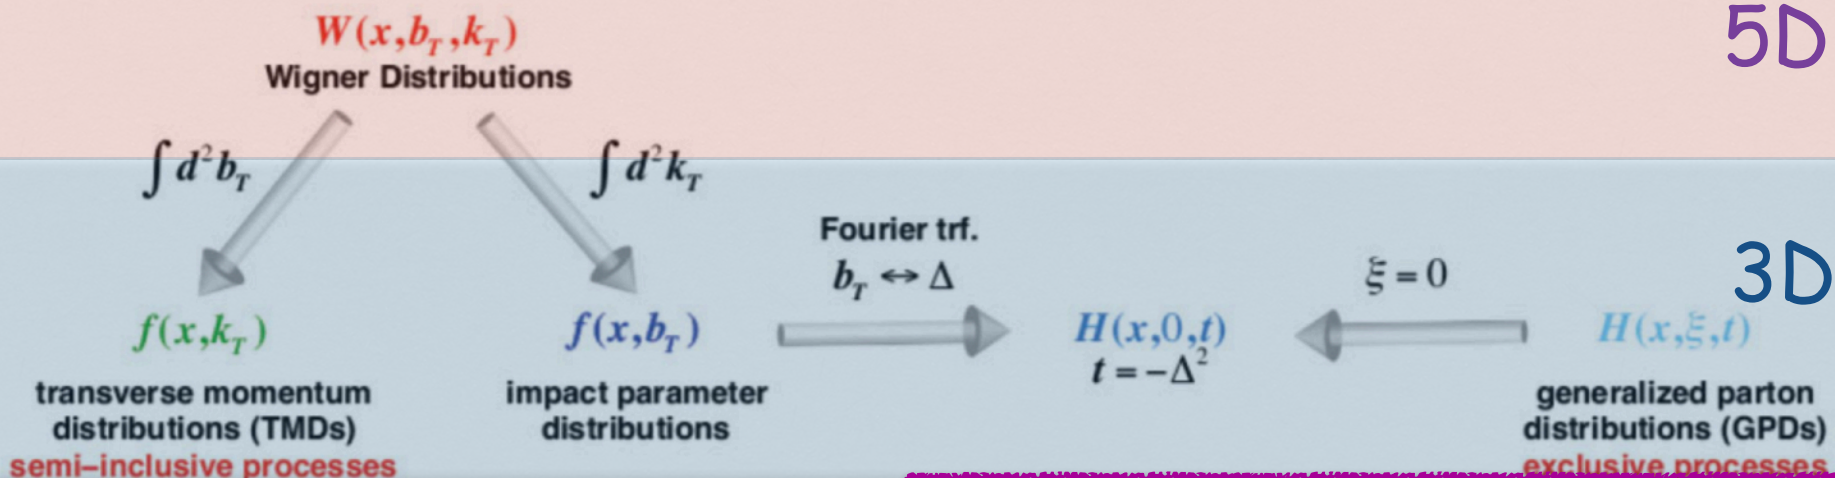 W(x,b_T,k_T)
5D
Wigner Distributions
∫ d²b_T
∫ d²k_T
Fourier trf.
b_T ↔ Δ
ξ = 0
3D
f(x,k_T)
f(x,b_T)
H(x,0,t)
t = −Δ²
H(x,ξ,t)
transverse momentum
distributions (TMDs)
semi–inclusive processes
impact parameter
distributions
generalized parton
distributions (GPDs)
exclusive processes